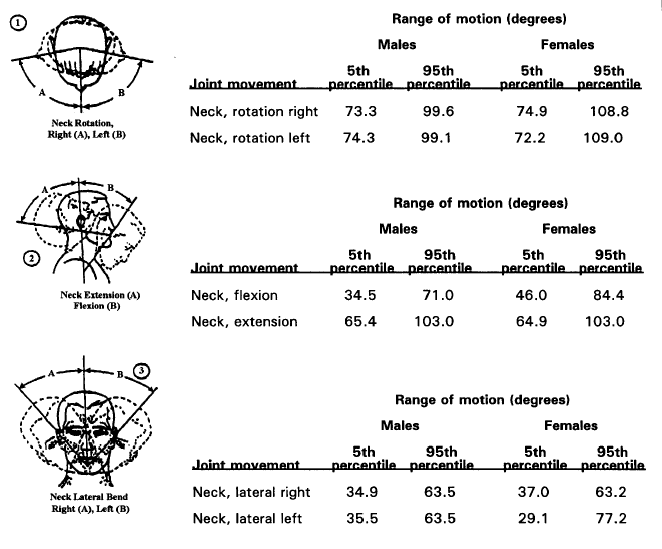 1
A
B
Neck Rotation,
Right (A), Left (B)
Range of motion (degrees)
Males Females
5th 95th 5th 95th
Joint movement percentile percentile percentile percentile
Neck, rotation right 73.3 99.6 74.9 108.8
Neck, rotation left 74.3 99.1 72.2 109.0
A
B
2
Neck Extension (A)
Flexion (B)
Range of motion (degrees)
Males Females
5th 95th 5th 95th
Joint movement percentile percentile percentile percentile
Neck, flexion 34.5 71.0 46.0 84.4
Neck, extension 65.4 103.0 64.9 103.0
A
B
3
Neck Lateral Bend
Right (A), Left (B)
Range of motion (degrees)
Males Females
5th 95th 5th 95th
Joint movement percentile percentile percentile percentile
Neck, lateral right 34.9 63.5 37.0 63.2
Neck, lateral left 35.5 63.5 29.1 77.2